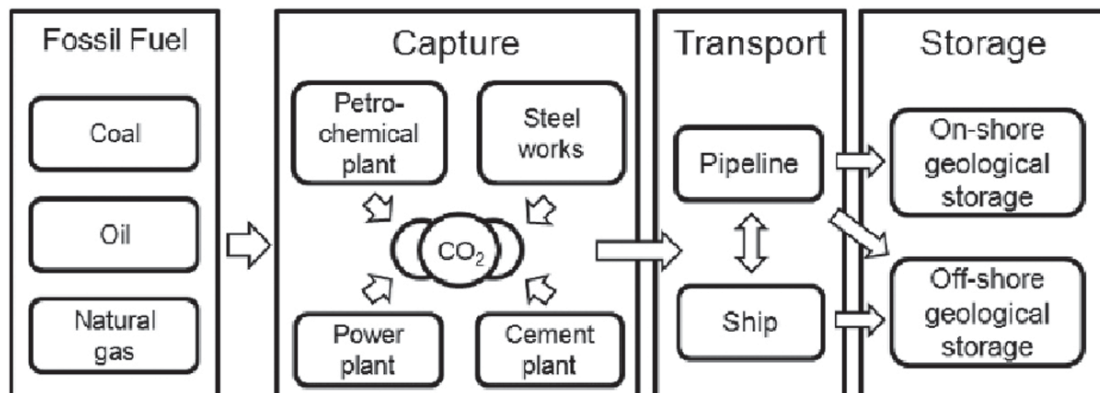 Fossil Fuel
Coal
Oil
Natural
gas
Capture
Petro-
chemical
plant
Steel
works
CO₂
Power
plant
Cement
plant
Transport
Pipeline
Ship
Storage
On-shore
geological
storage
Off-shore
geological
storage